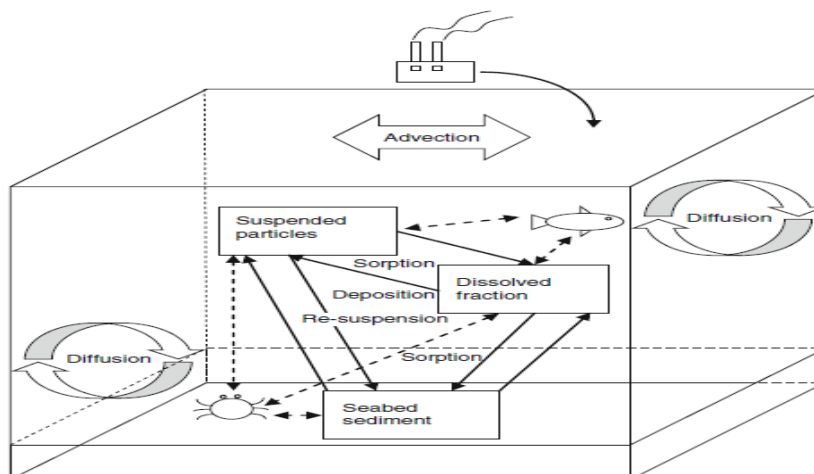 Advection
Suspended
particles
Diffusion
Sorption
Dissolved
fraction
Deposition
Re-suspension
Diffusion
Sorption
Seabed
sediment